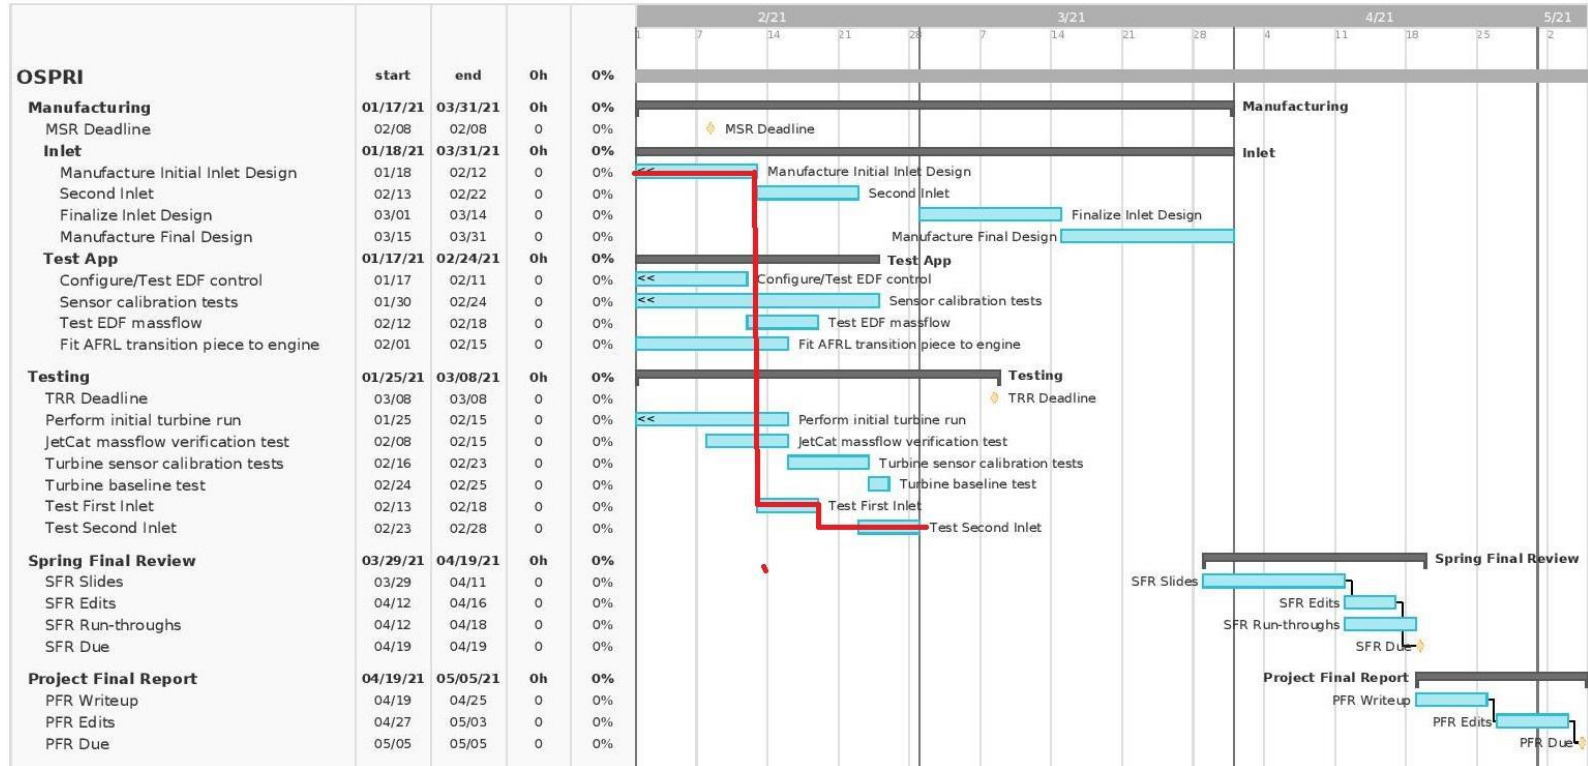 2/21 3/21 4/21 5/21
1 7 14 21 28 7 14 21 28 4 11 18 25 2
OSPRI start end 0h 0%
Manufacturing 01/17/21 03/31/21 0h 0% Manufacturing
MSR Deadline 02/08 02/08 0 0% MSR Deadline
Inlet 01/18/21 03/31/21 0h 0% Inlet
Manufacture Initial Inlet Design 01/18 02/12 0 0% << Manufacture Initial Inlet Design
Second Inlet 02/13 02/22 0 0% Second Inlet
Finalize Inlet Design 03/01 03/14 0 0% Finalize Inlet Design
Manufacture Final Design 03/15 03/31 0 0% Manufacture Final Design
Test App 01/17/21 02/24/21 0h 0% Test App
Configure/Test EDF control 01/17 02/11 0 0% << Configure/Test EDF control
Sensor calibration tests 01/30 02/24 0 0% << Sensor calibration tests
Test EDF massflow 02/12 02/18 0 0% Test EDF massflow
Fit AFRL transition piece to engine 02/01 02/15 0 0% Fit AFRL transition piece to engine
Testing 01/25/21 03/08/21 0h 0% Testing
TRR Deadline 03/08 03/08 0 0% TRR Deadline
Perform initial turbine run 01/25 02/15 0 0% << Perform initial turbine run
JetCat massflow verification test 02/08 02/15 0 0% JetCat massflow verification test
Turbine sensor calibration tests 02/16 02/23 0 0% Turbine sensor calibration tests
Turbine baseline test 02/24 02/25 0 0% Turbine baseline test
Test First Inlet 02/13 02/18 0 0% Test First Inlet
Test Second Inlet 02/23 02/28 0 0% Test Second Inlet
Spring Final Review 03/29/21 04/19/21 0h 0% Spring Final Review
SFR Slides 03/29 04/11 0 0% SFR Slides
SFR Edits 04/12 04/16 0 0% SFR Edits
SFR Run-throughs 04/12 04/18 0 0% SFR Run-throughs
SFR Due 04/19 04/19 0 0% SFR Due
Project Final Report 04/19/21 05/05/21 0h 0% Project Final Report
PFR Writeup 04/19 04/25 0 0% PFR Writeup
PFR Edits 04/27 05/03 0 0% PFR Edits
PFR Due 05/05 05/05 0 0% PFR Due